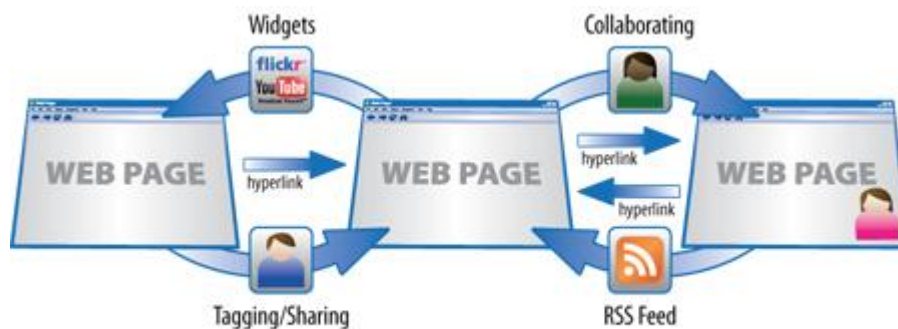 Widgets
Collaborating
flickr
YouTube
WEB PAGE
WEB PAGE
WEB PAGE
hyperlink
hyperlink
hyperlink
Tagging/Sharing
RSS Feed